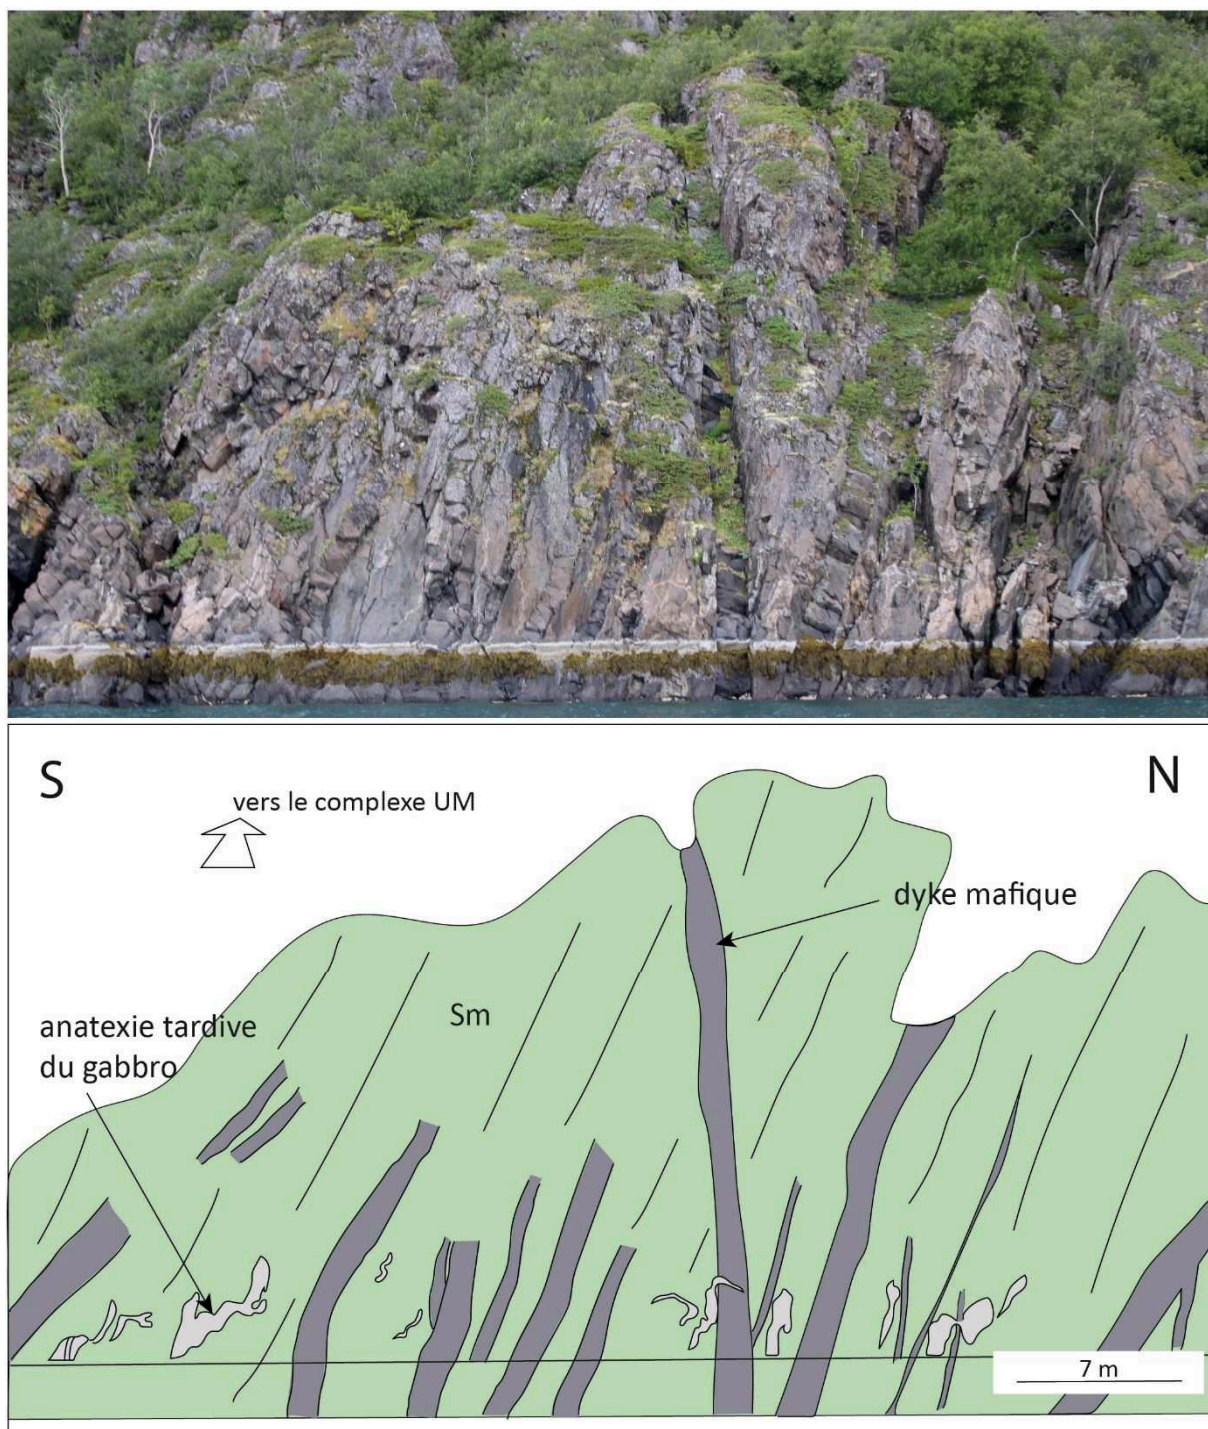 S
N
vers le complexe UM
dyke mafique
Sm
anatexie tardive
du gabbro
7 m